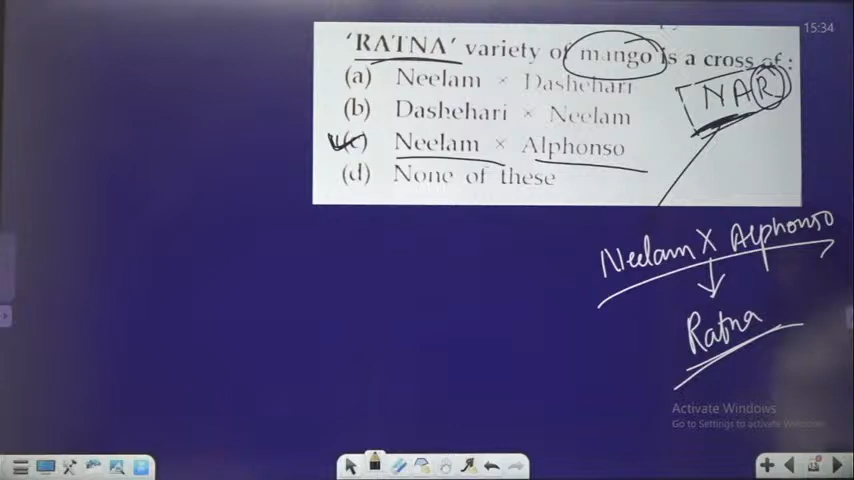 15:34
'RATNA' variety of mango is a cross of :
(a) Neelam × Dashehari
(b) Dashehari × Neelam
(c) Neelam × Alphonso
(d) None of these
NAR
Neelam X Alphonso
Ratna
Activate Windows
Go to Settings to activate Windows.